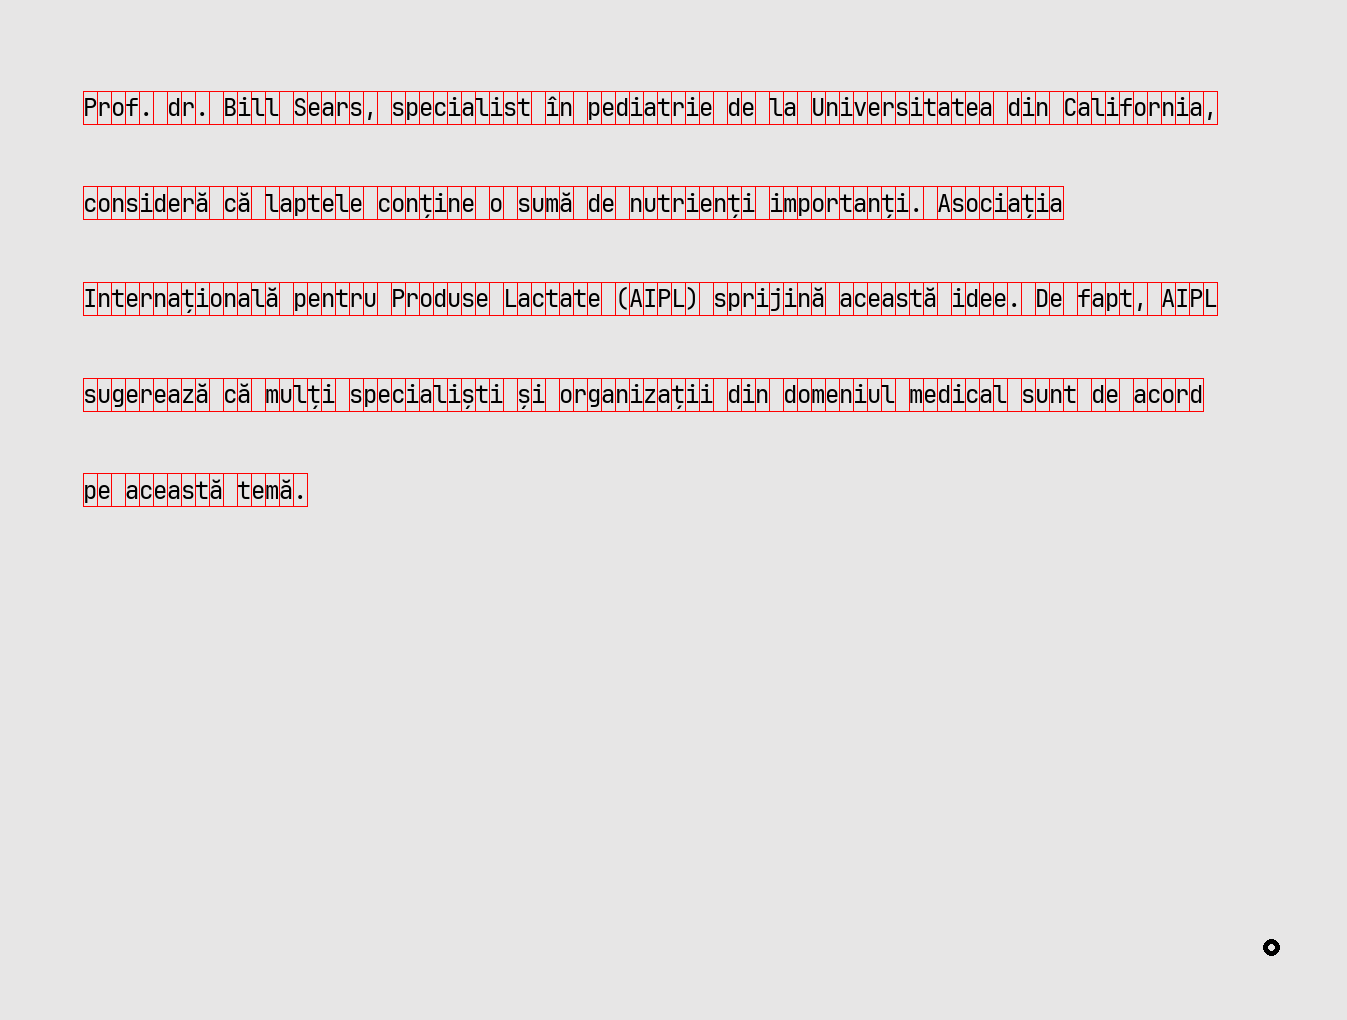 Prof. dr. Bill Sears, specialist în pediatrie de la Universitatea din California,
consideră că laptele conține o sumă de nutrienți importanți. Asociația
Internațională pentru Produse Lactate (AIPL) sprijină această idee. De fapt, AIPL
sugerează că mulți specialiști și organizații din domeniul medical sunt de acord
pe această temă.